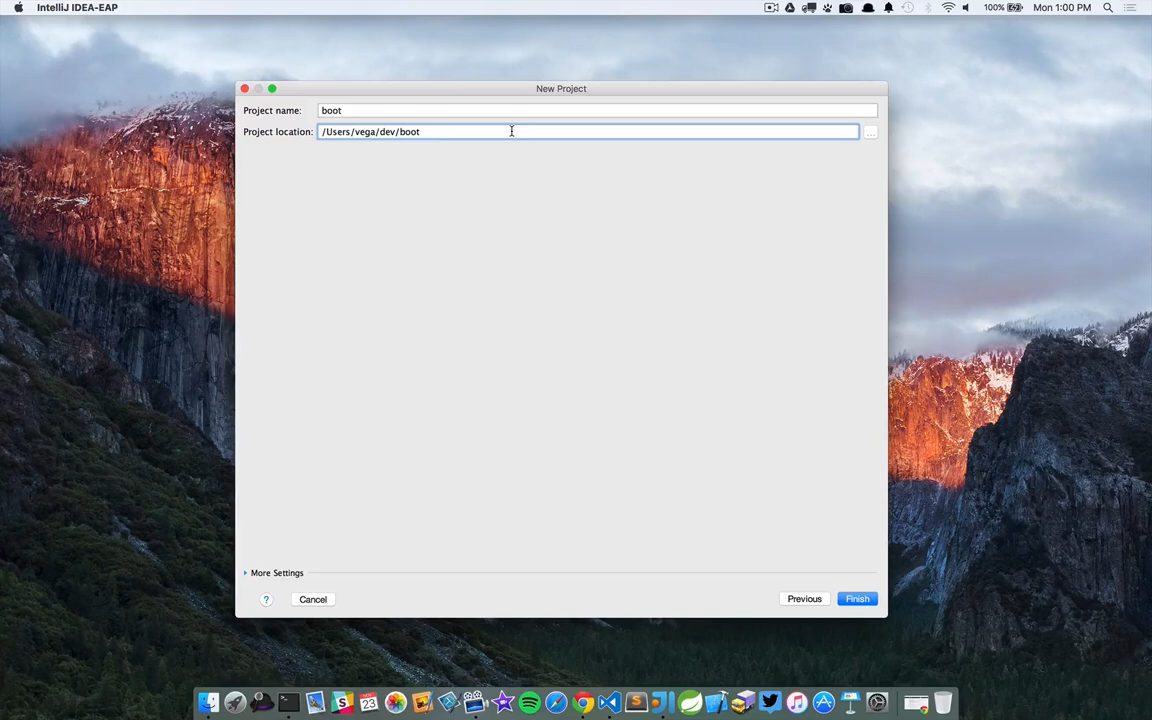 IntelliJ IDEA-EAP
100%
Mon 1:00 PM
New Project
Project name:
boot
Project location:
/Users/vega/dev/boot
...
More Settings
?
Cancel
Previous
Finish
23